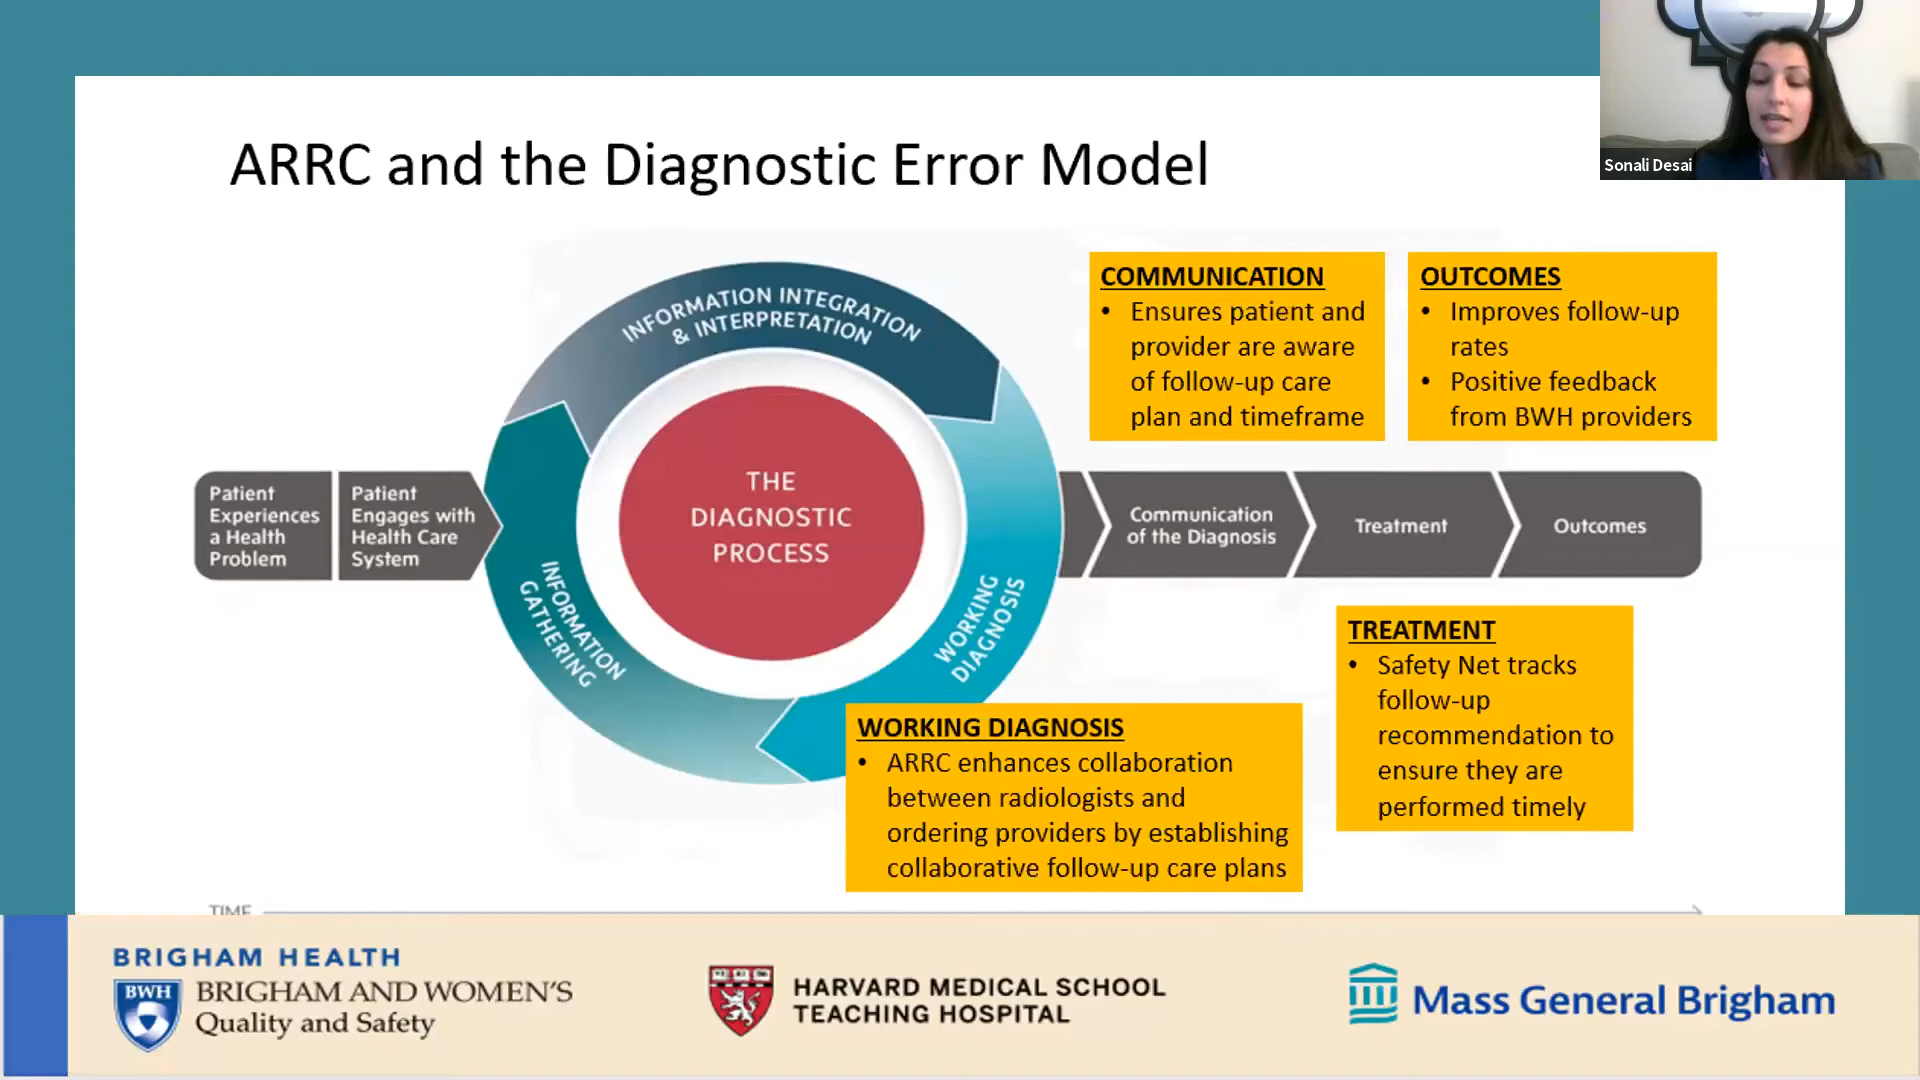 Sonali Desai
ARRC and the Diagnostic Error Model
COMMUNICATION
• Ensures patient and
provider are aware
of follow-up care
plan and timeframe
OUTCOMES
• Improves follow-up
rates
• Positive feedback
from BWH providers
INFORMATION INTEGRATION
& INTERPRETATION
THE
DIAGNOSTIC
PROCESS
Patient
Experiences
a Health
Problem
Patient
Engages with
Health Care
System
Communication
of the Diagnosis
Treatment
Outcomes
INFORMATION
GATHERING
WORKING
DIAGNOSIS
TREATMENT
• Safety Net tracks
follow-up
recommendation to
ensure they are
performed timely
WORKING DIAGNOSIS
• ARRC enhances collaboration
between radiologists and
ordering providers by establishing
collaborative follow-up care plans
TIME
BRIGHAM HEALTH
BWH
BRIGHAM AND WOMEN'S
Quality and Safety
HARVARD MEDICAL SCHOOL
TEACHING HOSPITAL
Mass General Brigham